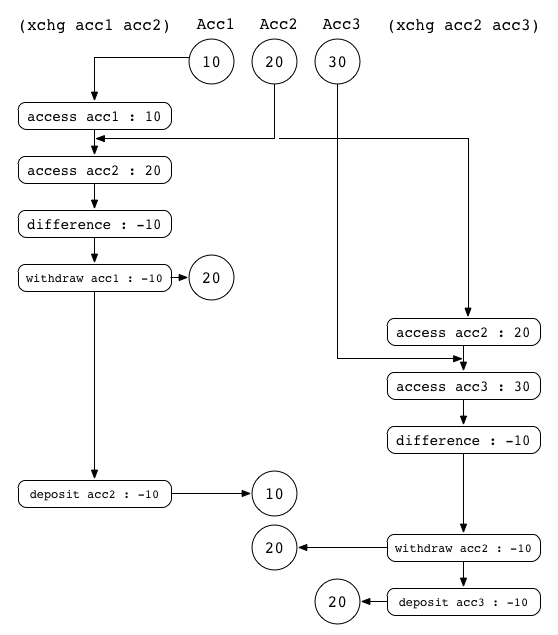 (xchg acc1 acc2) Acc1 Acc2 Acc3 (xchg acc2 acc3)
10 20 30
access acc1 : 10
access acc2 : 20
difference : -10
withdraw acc1 : -10 20
access acc2 : 20
access acc3 : 30
difference : -10
deposit acc2 : -10 10
20 withdraw acc2 : -10
20 deposit acc3 : -10